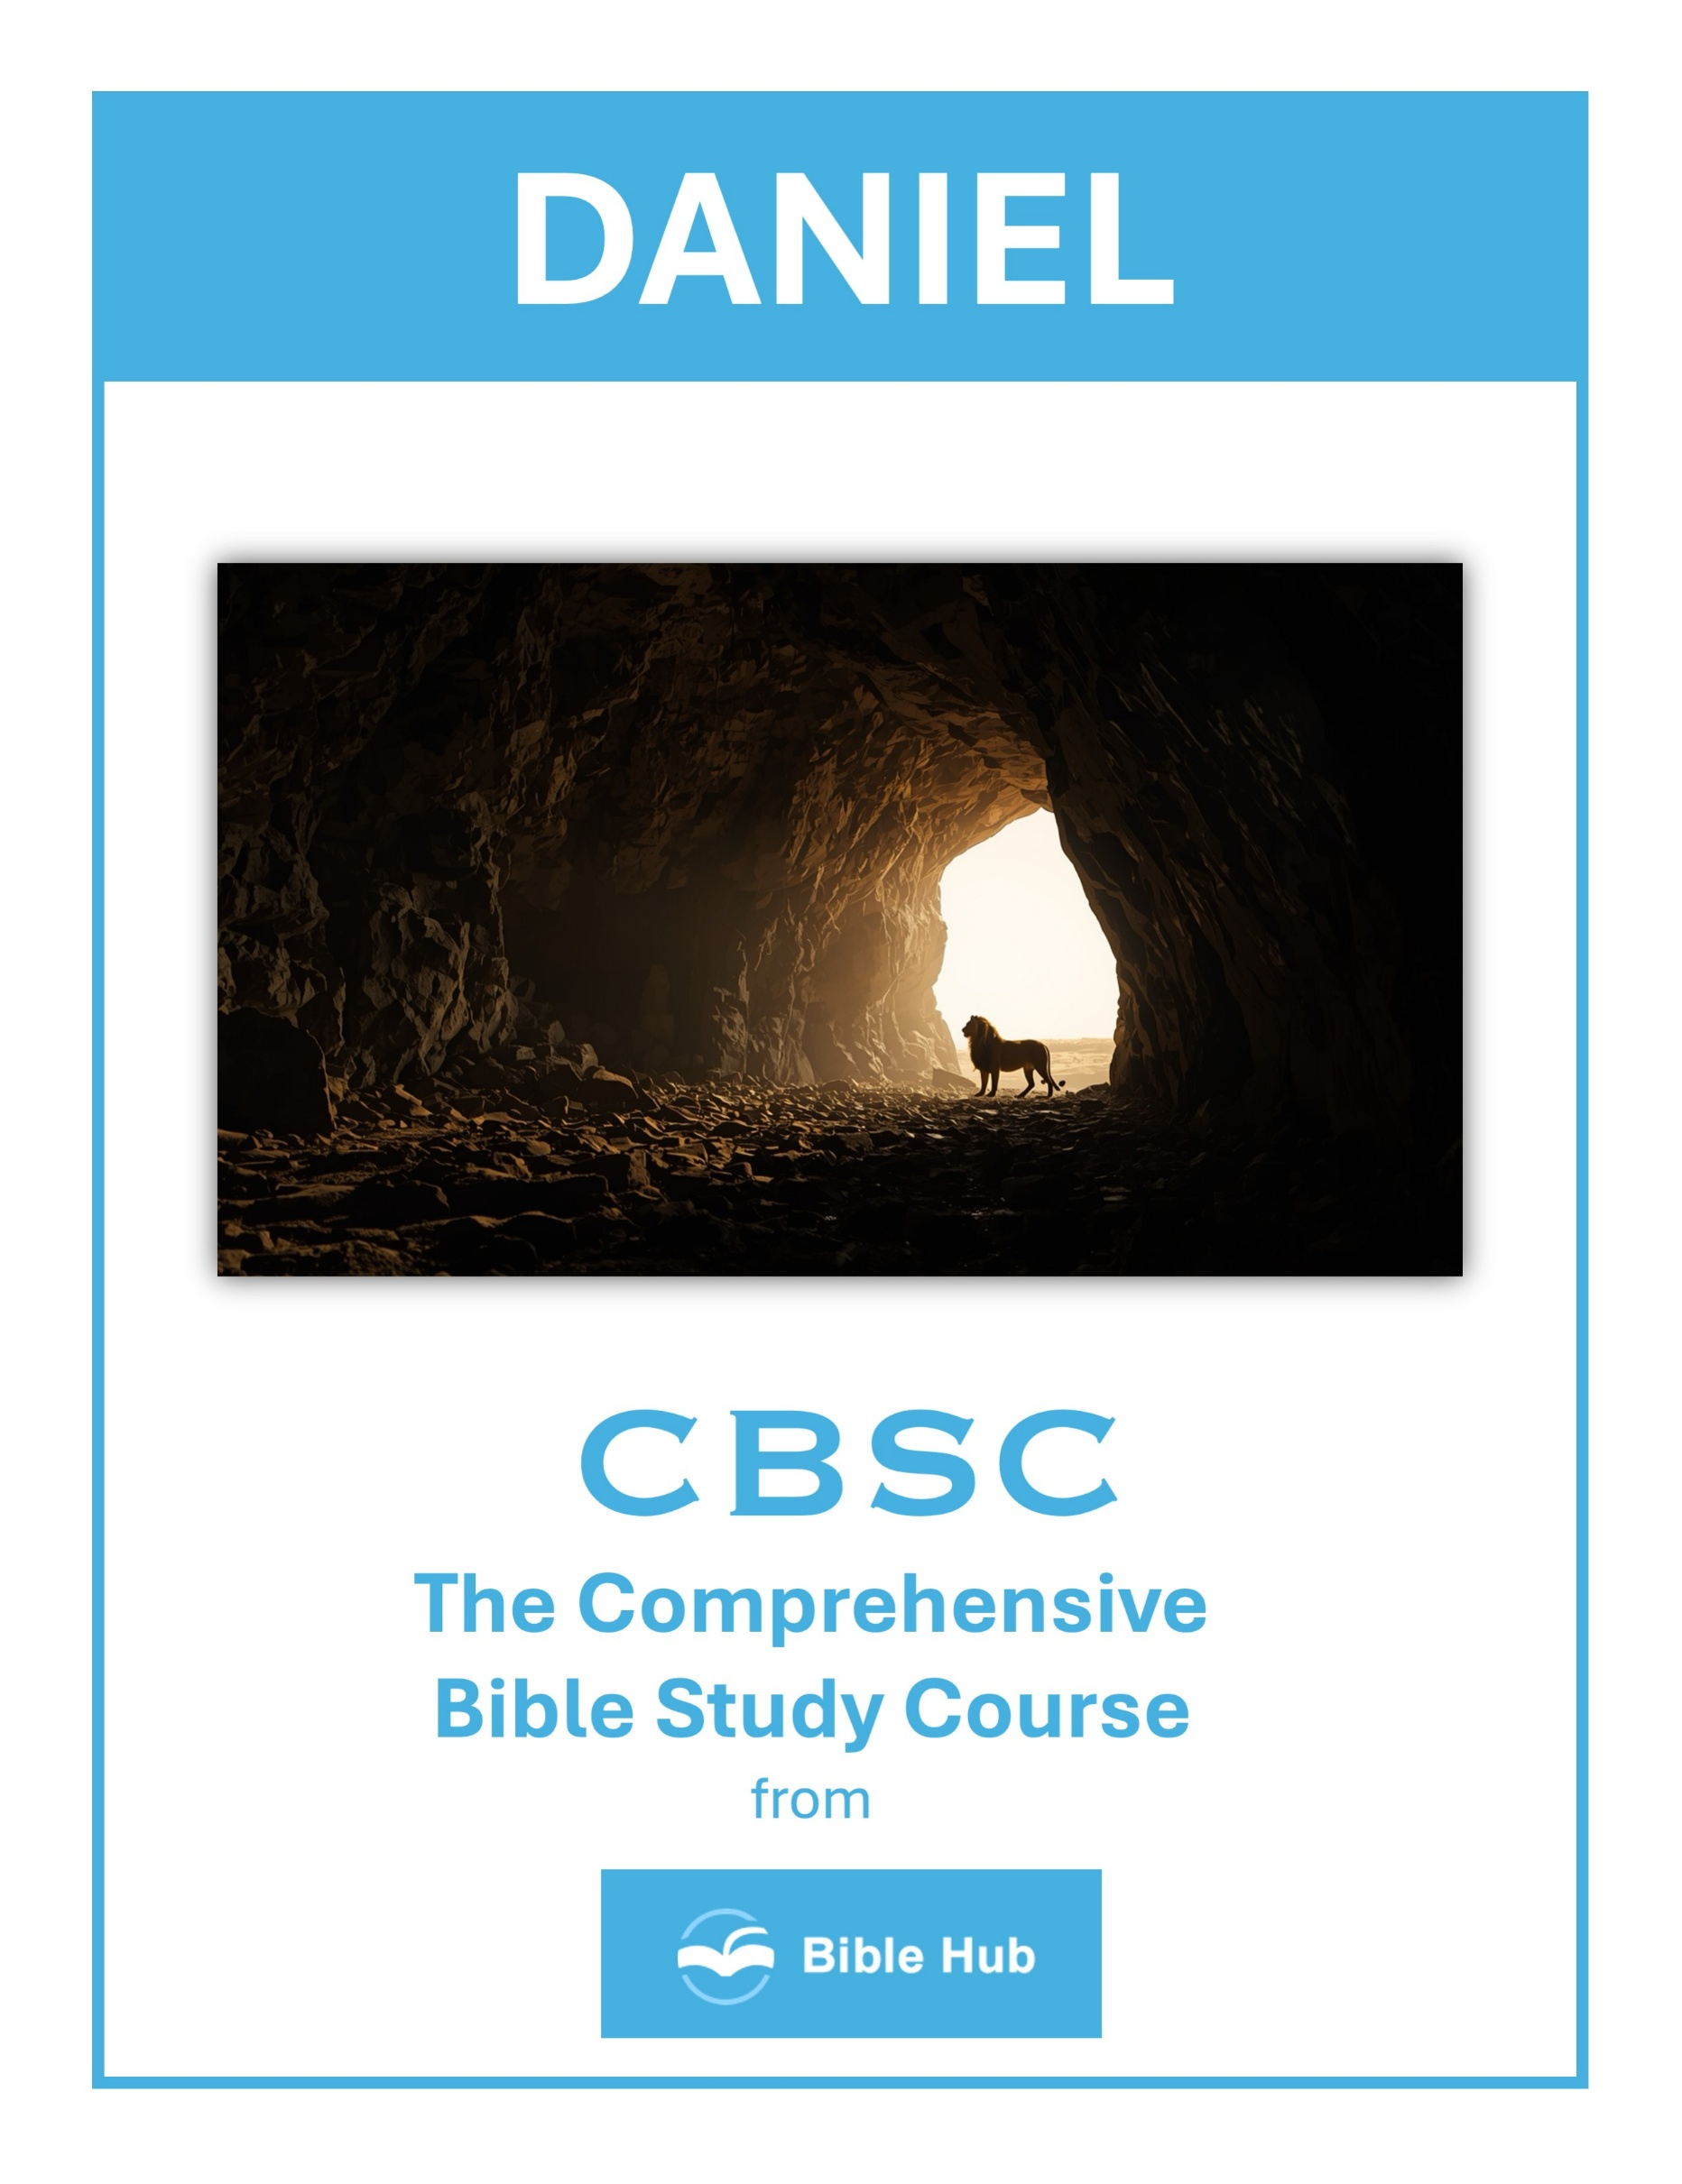 DANIEL
CBSC
The Comprehensive
Bible Study Course
from
Bible Hub